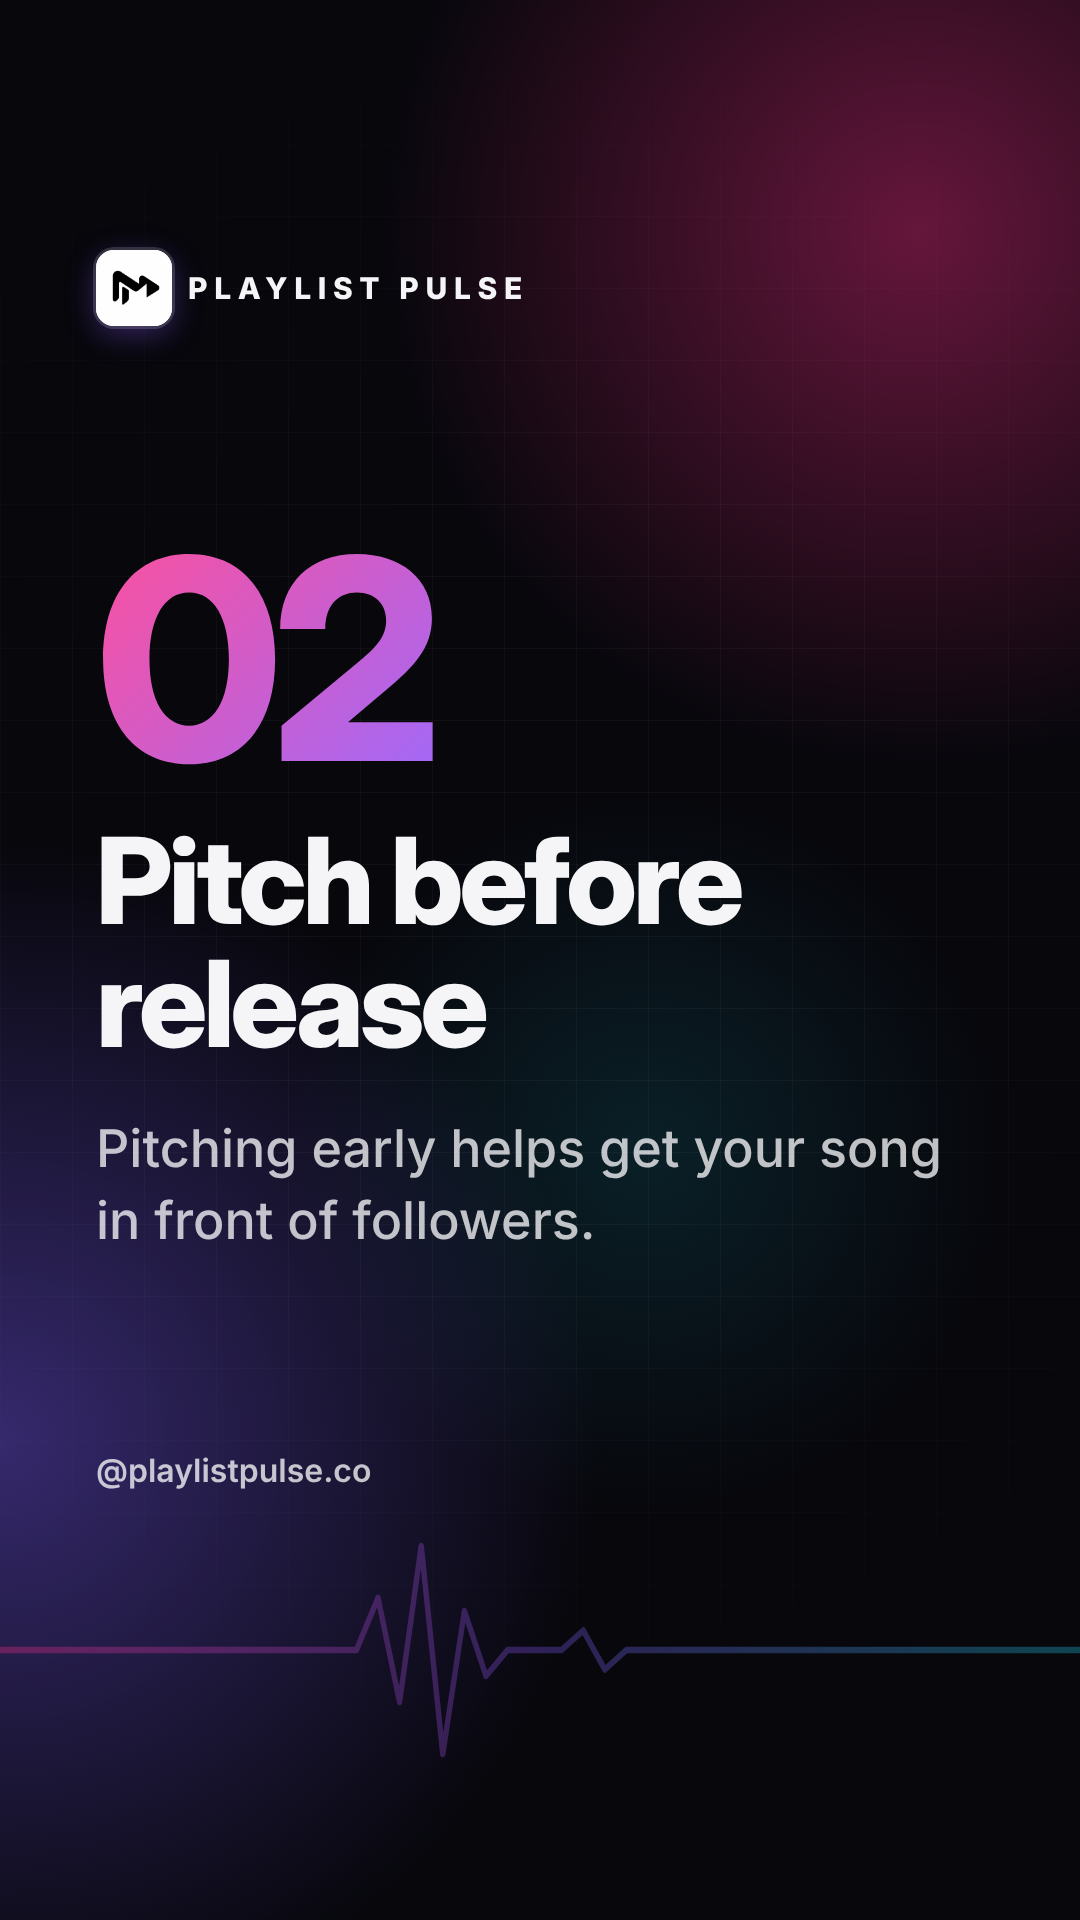 PLAYLIST PULSE
02
Pitch before
release
Pitching early helps get your song
in front of followers.
@playlistpulse.co